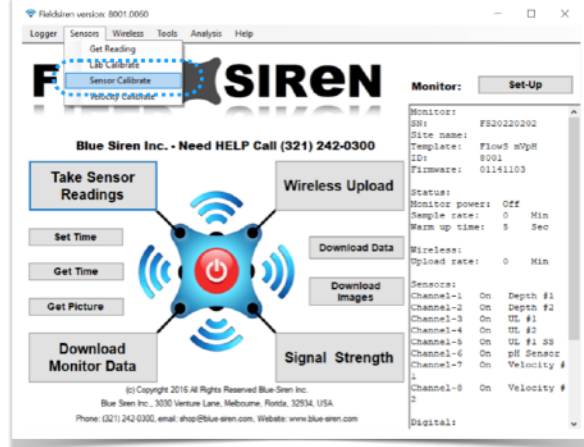 Fieldsiren version: 8001.0060
Logger Sensors Wireless Tools Analysis Help
Get Reading
Lab Calibrate
Sensor Calibrate
Velocity Calibrate
F SIReN
Blue Siren Inc. - Need HELP Call (321) 242-0300
Take Sensor
Readings
Wireless Upload
Set Time
Get Time
Get Picture
Download Data
Download
Images
Download
Monitor Data
Signal Strength
(c) Copyright 2016 All Rights Reserved Blue-Siren Inc.
Blue Siren Inc., 3030 Venture Lane, Melbourne, Florida, 32934, USA
Phone: (321) 242-0300, email: shop@blue-siren.com, Website: www.blue-siren.com
Monitor: Set-Up
Monitor:
SN: FS20220202
Site name:
Template: Flow5 mVpH
ID: 8001
Firmware: 01141103
Status:
Monitor power: Off
Sample rate: 0 Min
Warm up time: 5 Sec
Wireless:
Upload rate: 0 Min
Sensors:
Channel-1 On Depth #1
Channel-2 On Depth #2
Channel-3 On UL #1
Channel-4 On UL #2
Channel-5 On UL #1 SS
Channel-6 On pH Sensor
Channel-7 On Velocity #
1
Channel-8 On Velocity #
2
Digital: